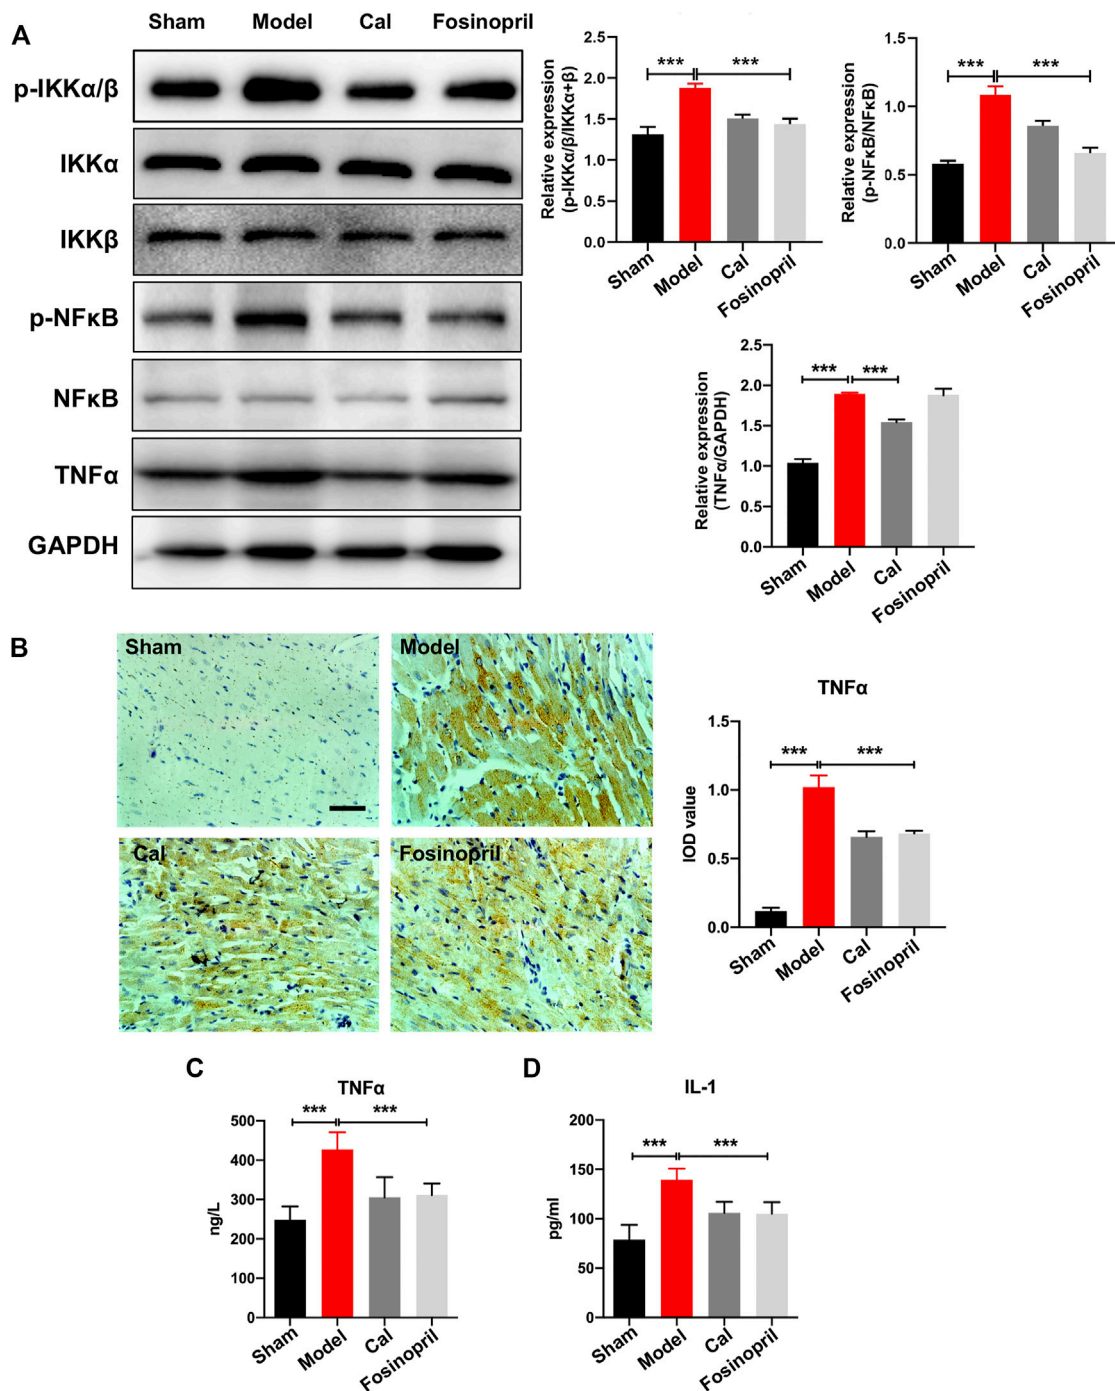 A
Sham Model Cal Fosinopril
p-IKKα/β
IKKα
IKKβ
p-NFκB
NFκB
TNFα
GAPDH
Relative expression
(p-IKKα/β/IKKα+β)
2.5
2.0
1.5
1.0
0.5
0.0
*** ***
Sham Model Cal Fosinopril
Relative expression
(p-NFκB/NFκB)
1.5
1.0
0.5
0.0
*** ***
Sham Model Cal Fosinopril
Relative expression
(TNFα/GAPDH)
2.5
2.0
1.5
1.0
0.5
0.0
*** ***
Sham Model Cal Fosinopril
B
Sham
Model
Cal
Fosinopril
TNFα
IOD value
1.5
1.0
0.5
0.0
*** ***
Sham Model Cal Fosinopril
C
TNFα
ng/L
500
400
300
200
100
0
*** ***
Sham Model Cal Fosinopril
D
IL-1
pg/ml
200
150
100
50
0
*** ***
Sham Model Cal Fosinopril